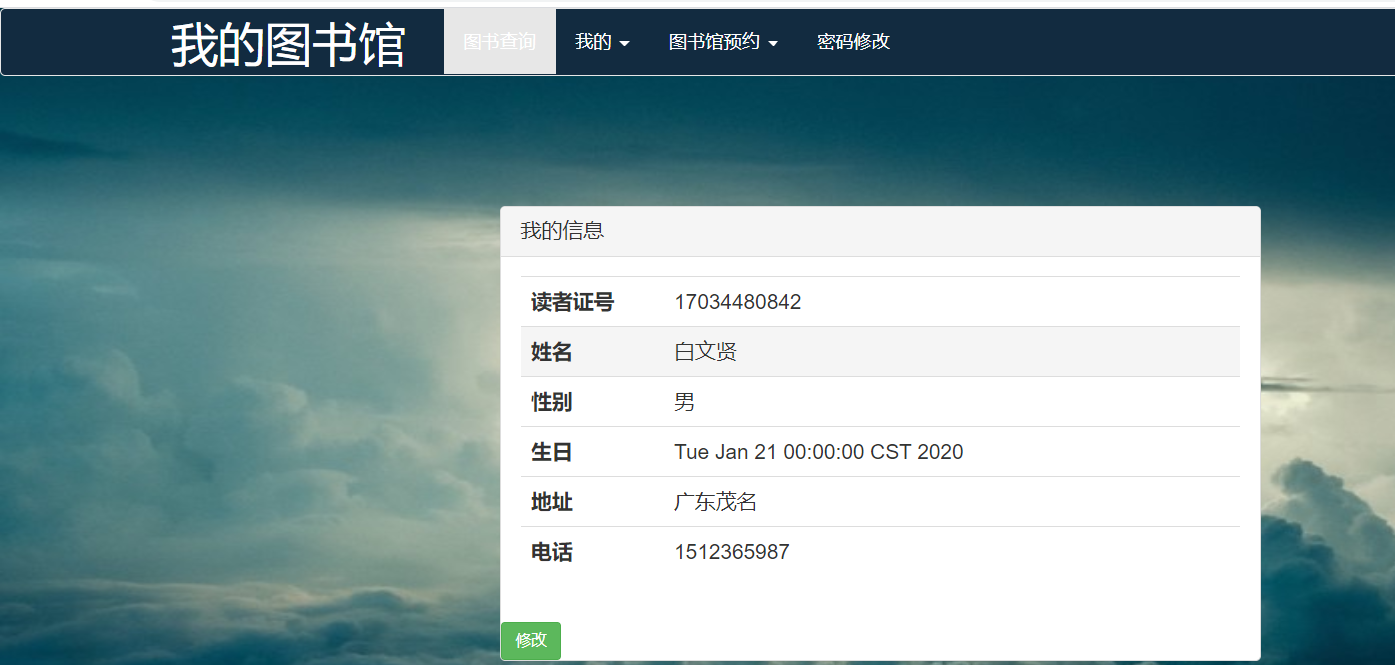 我的图书馆 图书查询 我的 图书馆预约 密码修改
我的信息
读者证号 17034480842
姓名 白文贤
性别 男
生日 Tue Jan 21 00:00:00 CST 2020
地址 广东茂名
电话 1512365987
修改